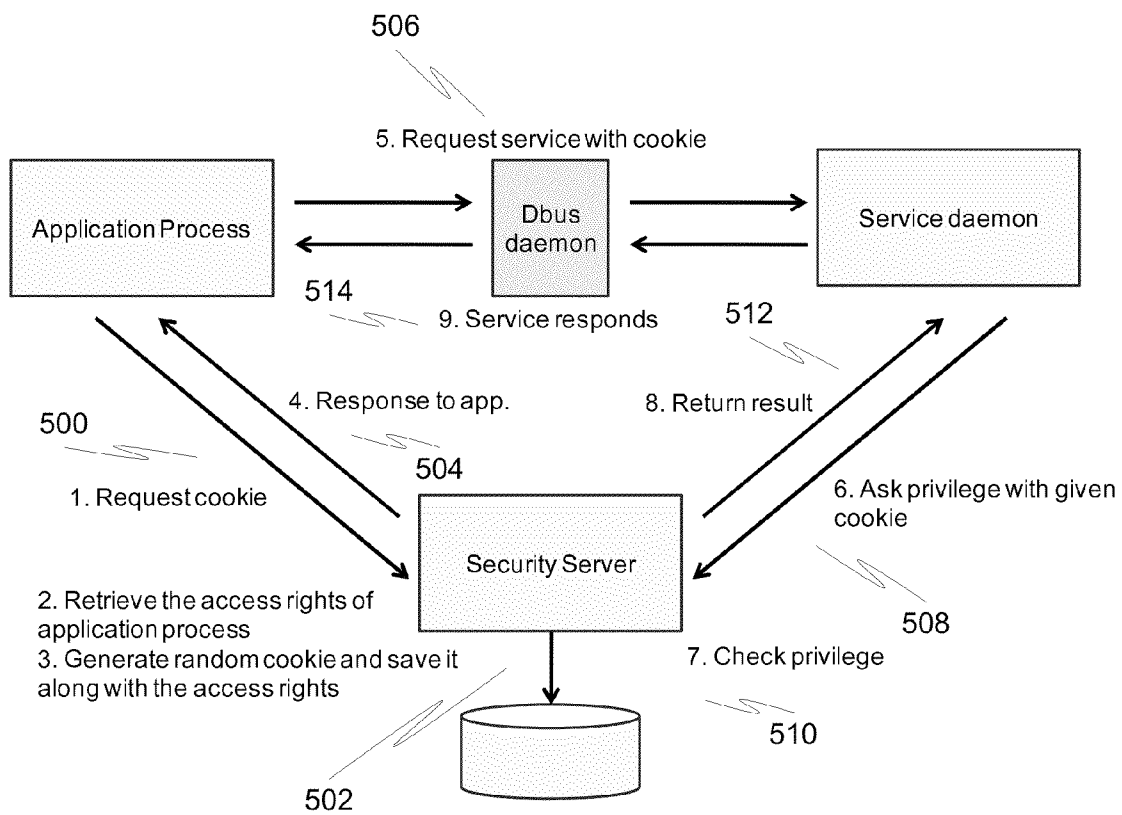 506
5. Request service with cookie
Application Process
Dbus
daemon
Service daemon
514
9. Service responds
512
4. Response to app.
8. Return result
500
504
1. Request cookie
6. Ask privilege with given
cookie
Security Server
2. Retrieve the access rights of
application process
3. Generate random cookie and save it
along with the access rights
508
7. Check privilege
510
502